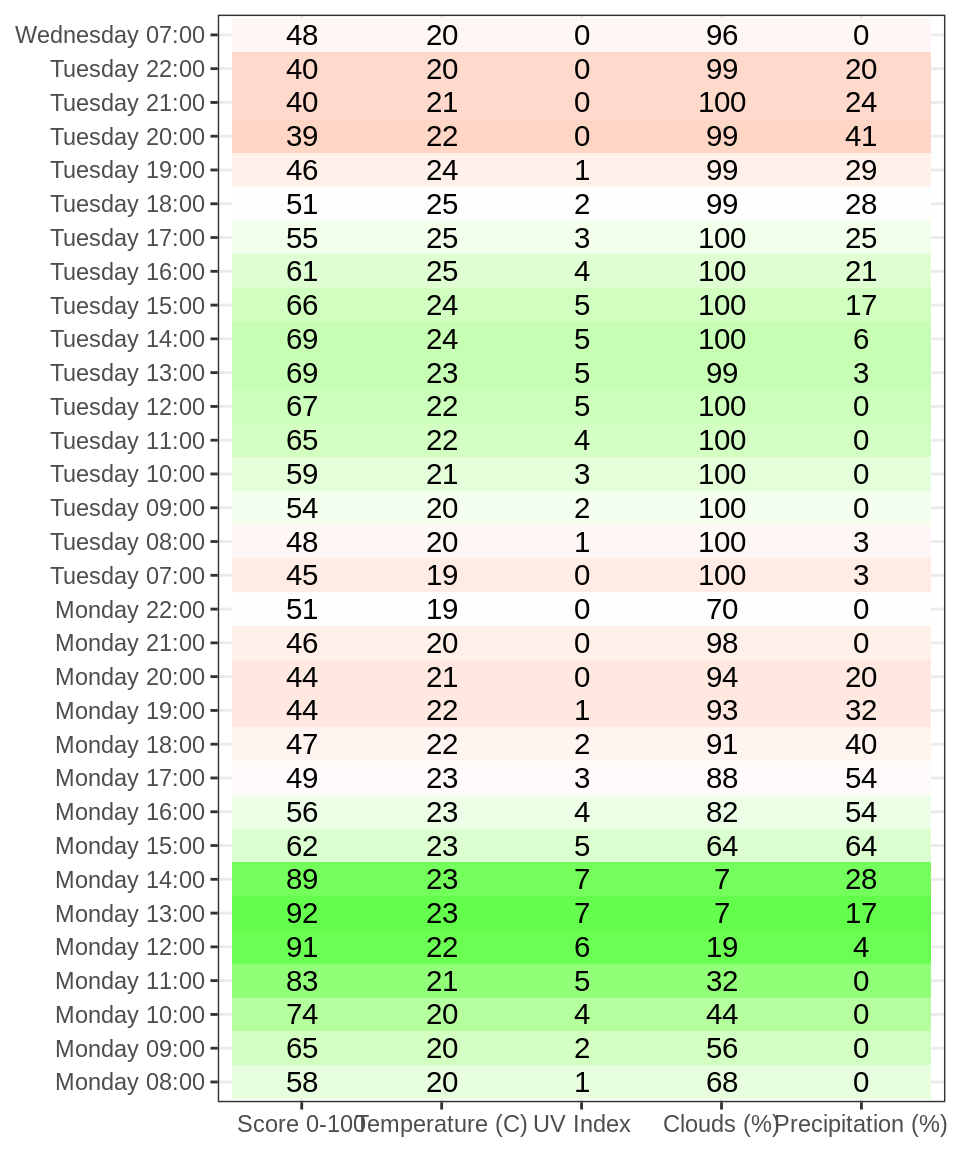 Wednesday 07:00 48 20 0 96 0
Tuesday 22:00 40 20 0 99 20
Tuesday 21:00 40 21 0 100 24
Tuesday 20:00 39 22 0 99 41
Tuesday 19:00 46 24 1 99 29
Tuesday 18:00 51 25 2 99 28
Tuesday 17:00 55 25 3 100 25
Tuesday 16:00 61 25 4 100 21
Tuesday 15:00 66 24 5 100 17
Tuesday 14:00 69 24 5 100 6
Tuesday 13:00 69 23 5 99 3
Tuesday 12:00 67 22 5 100 0
Tuesday 11:00 65 22 4 100 0
Tuesday 10:00 59 21 3 100 0
Tuesday 09:00 54 20 2 100 0
Tuesday 08:00 48 20 1 100 3
Tuesday 07:00 45 19 0 100 3
Monday 22:00 51 19 0 70 0
Monday 21:00 46 20 0 98 0
Monday 20:00 44 21 0 94 20
Monday 19:00 44 22 1 93 32
Monday 18:00 47 22 2 91 40
Monday 17:00 49 23 3 88 54
Monday 16:00 56 23 4 82 54
Monday 15:00 62 23 5 64 64
Monday 14:00 89 23 7 7 28
Monday 13:00 92 23 7 7 17
Monday 12:00 91 22 6 19 4
Monday 11:00 83 21 5 32 0
Monday 10:00 74 20 4 44 0
Monday 09:00 65 20 2 56 0
Monday 08:00 58 20 1 68 0
Score 0-100 Temperature (C) UV Index Clouds (%) Precipitation (%)